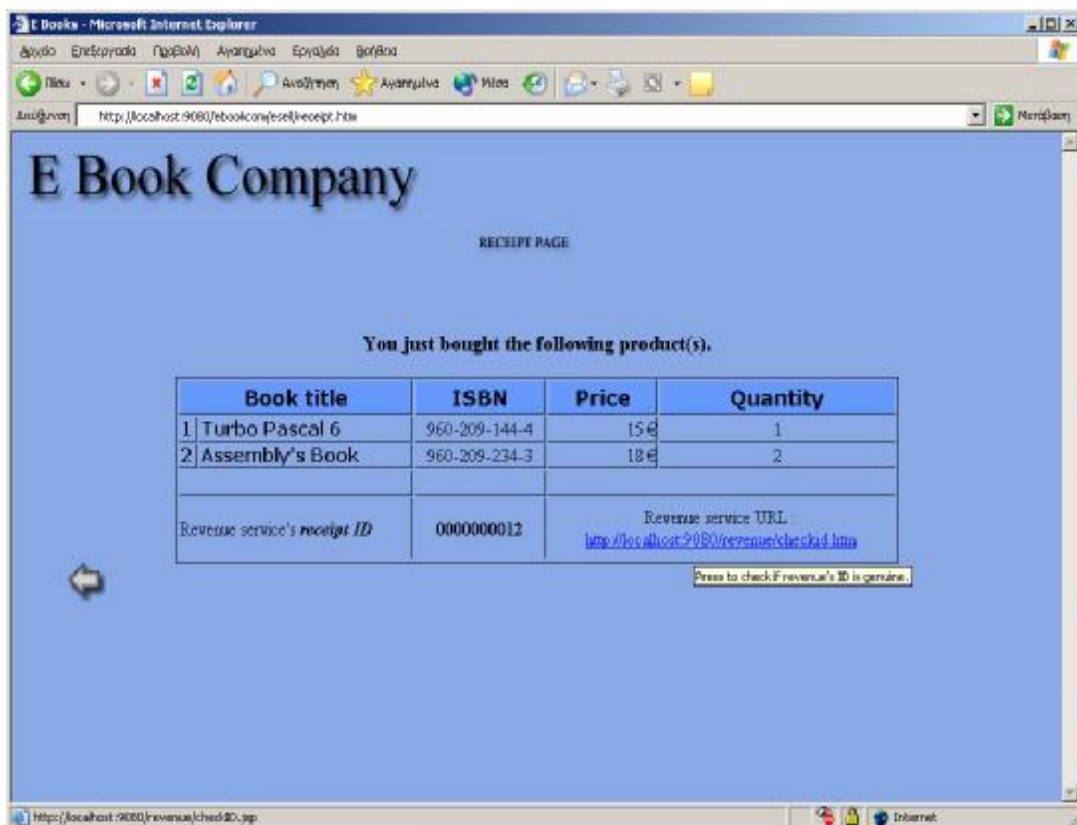 E Books - Microsoft Internet Explorer
Αρχείο Επεξεργασία Προβολή Αγαπημένα Εργαλεία Βοήθεια
Πίσω Αναζήτηση Αγαπημένα Μέσα
Διεύθυνση http://localhost:9080/ebookcom/esell/receipt.htm Μετάβαση
E Book Company
RECEIPT PAGE
You just bought the following product(s).
Book title ISBN Price Quantity
1 Turbo Pascal 6 960-209-144-4 15€ 1
2 Assembly's Book 960-209-234-3 18€ 2
Revenue service's receipt ID 0000000012 Revenue service URL
http://localhost:9080/revenue/checkid.htm
Press to check if revenue's ID is genuine.
http://localhost:9080/revenue/checkID.jsp Internet